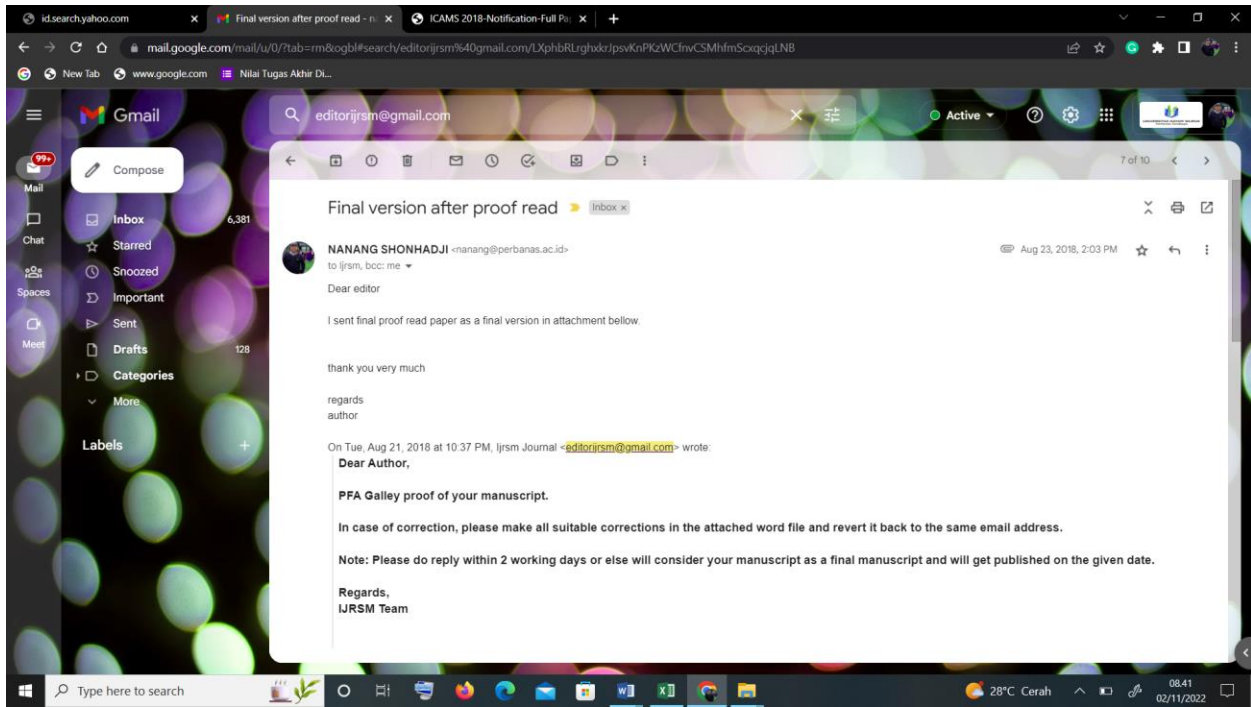 id.search.yahoo.com
Final version after proof read - na
ICAMS 2018-Notification-Full Pap
mail.google.com/mail/u/0/?tab=rm&ogbl#search/editorijrsm%40gmail.com/LXphbRLrghxkrJpsvKnPKzWCfnvCSMhfmScxqcjqLNB
New Tab
www.google.com
Nilai Tugas Akhir Di...
Gmail
editorijrsm@gmail.com
Active
99+
Mail
Compose
7 of 10
Chat
Spaces
Meet
Inbox 6,381
Starred
Snoozed
Important
Sent
Drafts 128
Categories
More
Labels
Final version after proof read
Inbox x
NANANG SHONHADJI <nanang@perbanas.ac.id>
Aug 23, 2018, 2:03 PM
to Ijrsm, bcc: me
Dear editor
I sent final proof read paper as a final version in attachment bellow.
thank you very much
regards
author
On Tue, Aug 21, 2018 at 10:37 PM, Ijrsm Journal <editorijrsm@gmail.com> wrote:
Dear Author,
PFA Galley proof of your manuscript.
In case of correction, please make all suitable corrections in the attached word file and revert it back to the same email address.
Note: Please do reply within 2 working days or else will consider your manuscript as a final manuscript and will get published on the given date.
Regards,
IJRSM Team
Type here to search
28°C Cerah
08.41
02/11/2022